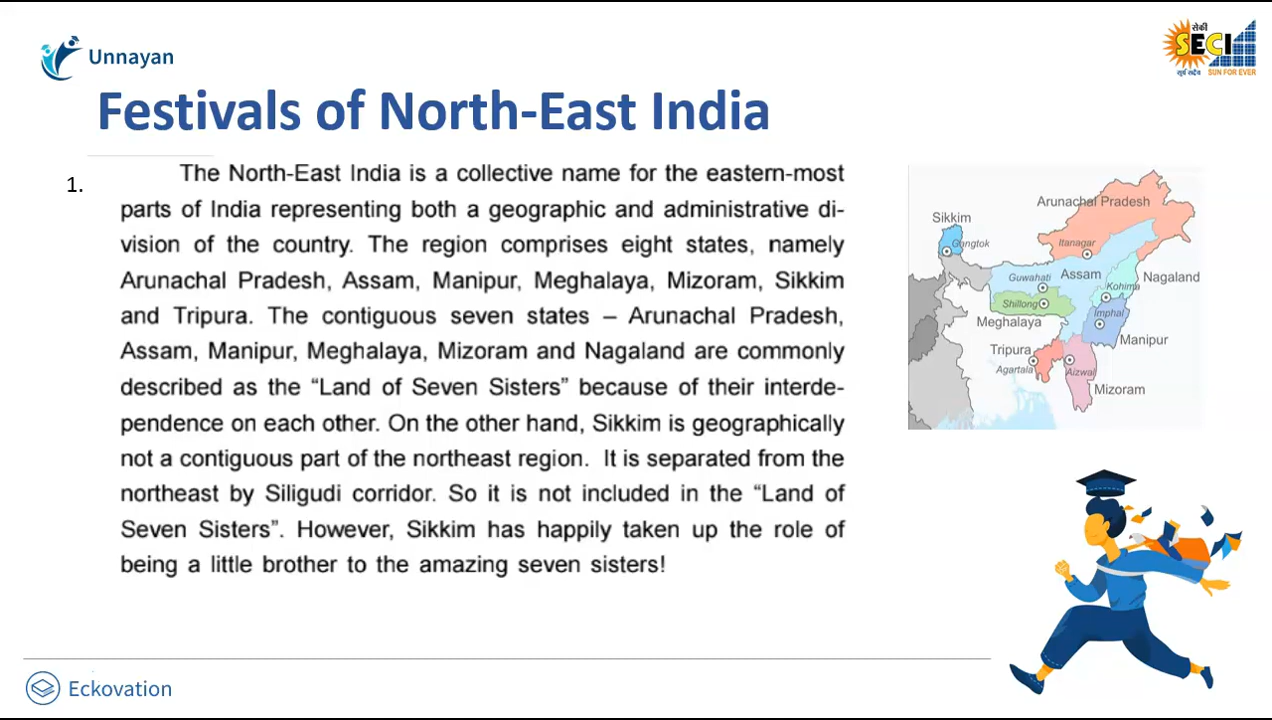 Unnayan
सेकी
SECI
सूर्य सदैव SUN FOR EVER
Festivals of North-East India
1.
The North-East India is a collective name for the eastern-most
parts of India representing both a geographic and administrative di-
vision of the country. The region comprises eight states, namely
Arunachal Pradesh, Assam, Manipur, Meghalaya, Mizoram, Sikkim
and Tripura. The contiguous seven states – Arunachal Pradesh,
Assam, Manipur, Meghalaya, Mizoram and Nagaland are commonly
described as the “Land of Seven Sisters” because of their interde-
pendence on each other. On the other hand, Sikkim is geographically
not a contiguous part of the northeast region. It is separated from the
northeast by Siligudi corridor. So it is not included in the “Land of
Seven Sisters”. However, Sikkim has happily taken up the role of
being a little brother to the amazing seven sisters!
Arunachal Pradesh
Sikkim
Gongtok
Itanagar
Guwahati
Assam
Nagaland
Kohima
Shillong
Imphal
Meghalaya
Manipur
Tripura
Agartala
Aizwal
Mizoram
Eckovation